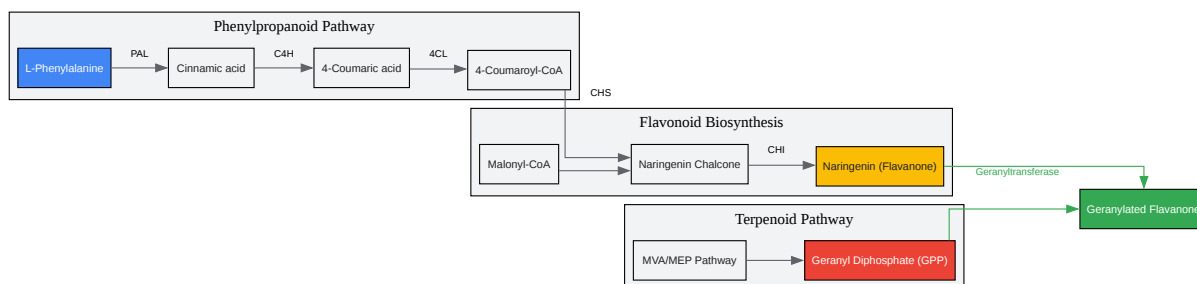 Phenylpropanoid Pathway
L-Phenylalanine
PAL
Cinnamic acid
C4H
4-Coumaric acid
4CL
4-Coumaroyl-CoA
CHS
Flavonoid Biosynthesis
Malonyl-CoA
Naringenin Chalcone
CHI
Naringenin (Flavanone)
Geranyltransferase
Geranylated Flavanone
Terpenoid Pathway
MVA/MEP Pathway
Geranyl Diphosphate (GPP)